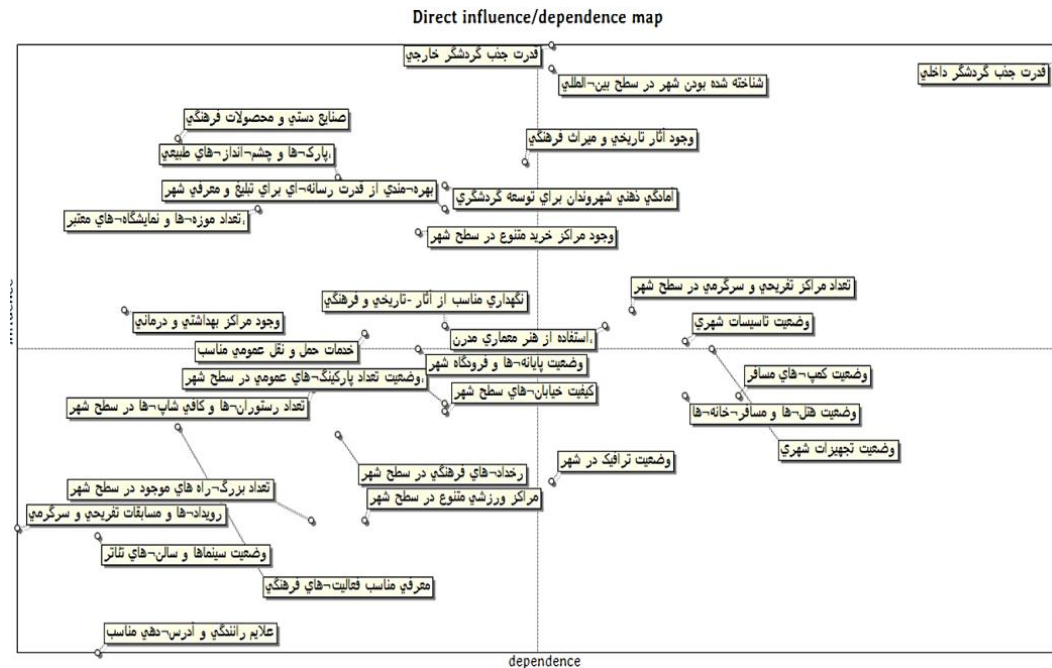 Direct influence/dependence map
قدرت جذب گردشگر خارجي
قدرت جذب گردشگر داخلي
شناخته شده بودن شهر در سطح بين¬المللي
صنايع دستي و محصولات فرهنگي
وجود آثار تاريخي و ميراث فرهنگي
،پارک¬ها و چشم¬انداز¬هاي طبيعي
بهره¬مندي از قدرت رسانه¬اي براي تبليغ و معرفي شهر
آمادگي ذهني شهروندان براي توسعه گردشگري
،تعداد موزه¬ها و نمايشگاه¬هاي معتبر
وجود مراکز خريد متنوع در سطح شهر
تعداد مراکز تفريحي و سرگرمي در سطح شهر
نگهداري مناسب از آثار -تاريخي و فرهنگي
وجود مراکز بهداشتي و درماني
وضعيت تاسيسات شهري
،استفاده از هنر معماري مدرن
خدمات حمل و نقل عمومي مناسب
وضعيت پايانه¬ها و فرودگاه شهر
وضعيت کمپ¬هاي مسافر
،وضعيت تعداد پارکينگ¬هاي عمومي در سطح شهر
کيفيت خيابان¬هاي سطح شهر
تعداد رستوران¬ها و کافي شاپ¬ها در سطح شهر
وضعيت هتل¬ها و مسافر¬خانه¬ها
وضعيت تجهيزات شهري
وضعيت ترافيک در شهر
رخداد¬هاي فرهنگي در سطح شهر
تعداد بزرگ¬راه هاي موجود در سطح شهر
مراکز ورزشي متنوع در سطح شهر
رويداد¬ها و مسابقات تفريحي و سرگرمي
وضعيت سينماها و سالن¬هاي تئاتر
معرفي مناسب فعاليت¬هاي فرهنگي
علايم رانندگي و آدرس¬دهي مناسب
dependence